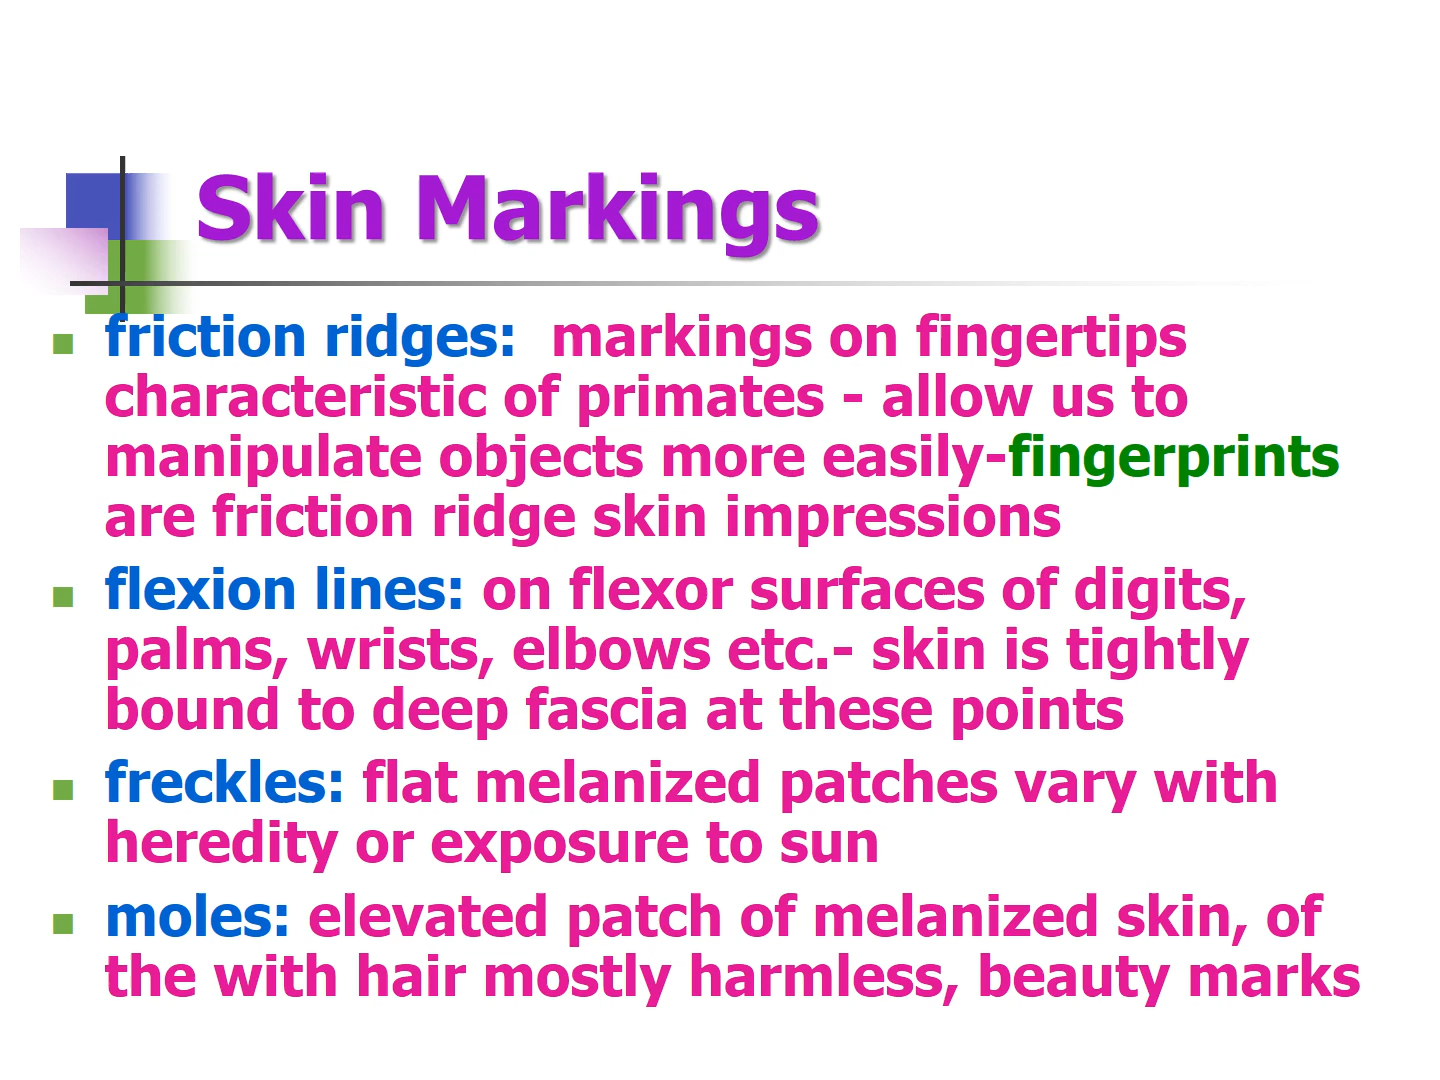 Skin Markings
friction ridges:  markings on fingertips
characteristic of primates - allow us to
manipulate objects more easily-fingerprints
are friction ridge skin impressions
flexion lines: on flexor surfaces of digits,
palms, wrists, elbows etc.- skin is tightly
bound to deep fascia at these points
freckles: flat melanized patches vary with
heredity or exposure to sun
moles: elevated patch of melanized skin, of
the with hair mostly harmless, beauty marks